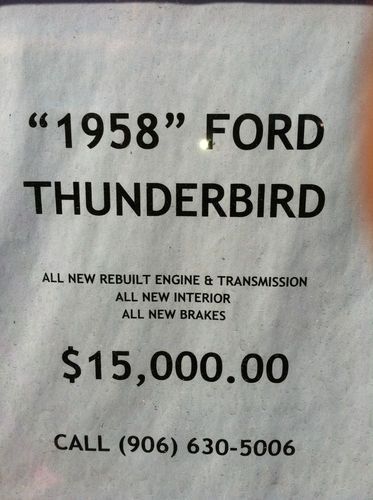 “1958” FORD
THUNDERBIRD
ALL NEW REBUILT ENGINE & TRANSMISSION
ALL NEW INTERIOR
ALL NEW BRAKES
$15,000.00
CALL (906) 630-5006